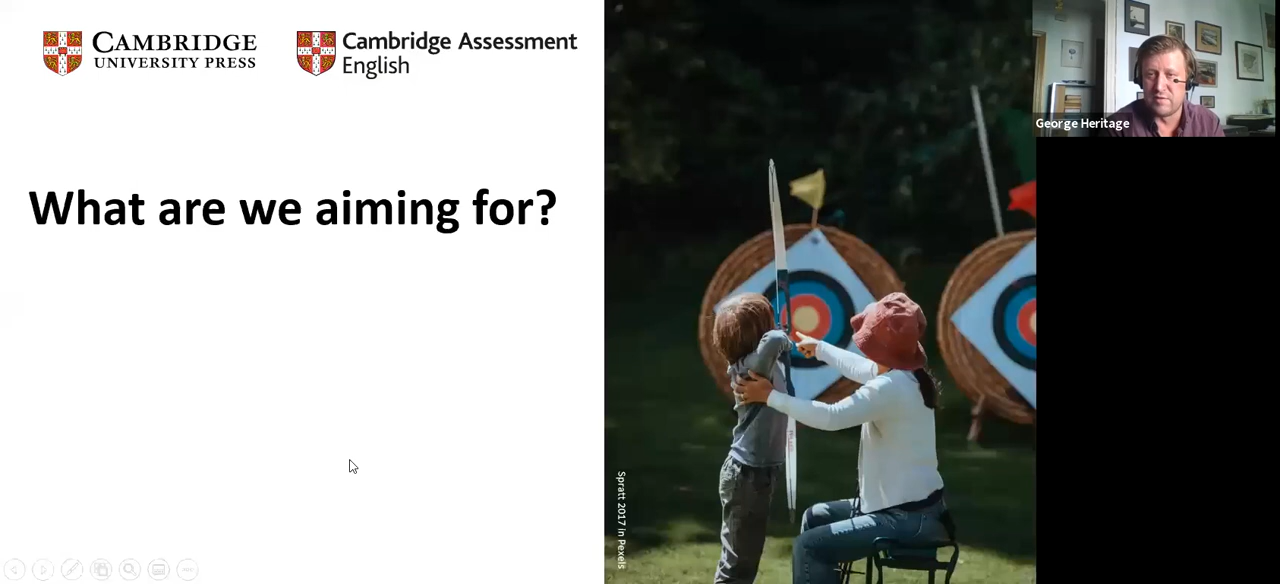 CAMBRIDGE
UNIVERSITY PRESS
Cambridge Assessment
English
What are we aiming for?
Spratt 2017 in Pexels
George Heritage